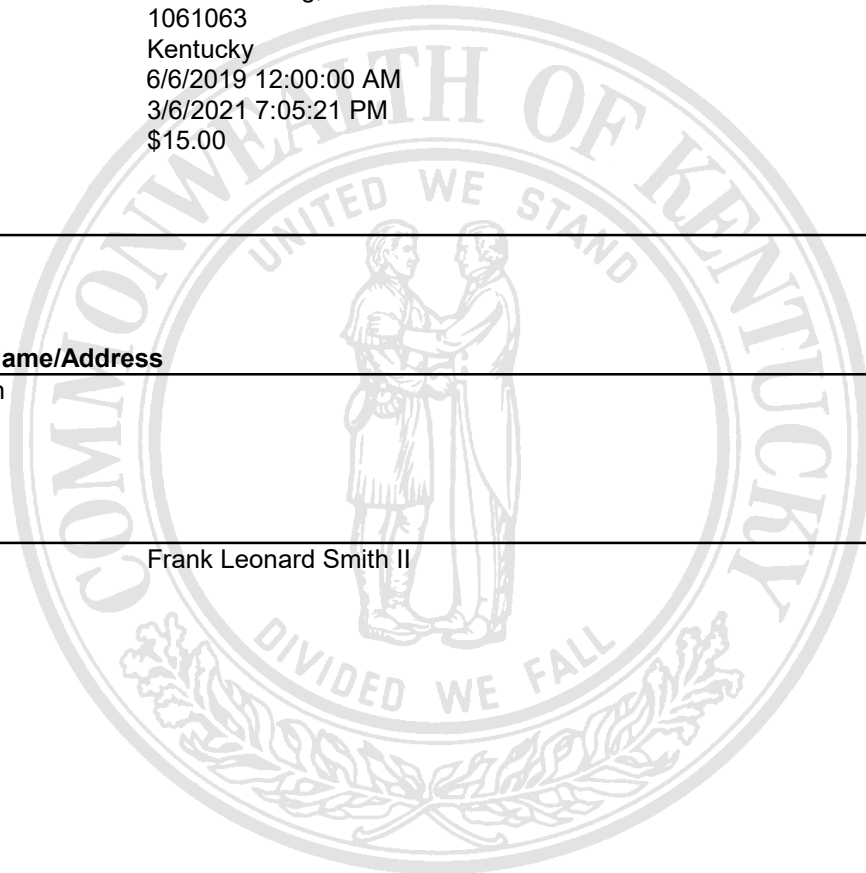 1061063
Kentucky
6/6/2019 12:00:00 AM
3/6/2021 7:05:21 PM
$15.00
COMMONWEALTH OF KENTUCKY
UNITED WE STAND
ame/Address
Frank Leonard Smith II
DIVIDED WE FALL